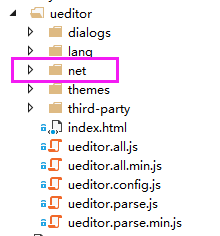 ueditor
dialogs
lang
net
themes
third-party
index.html
ueditor.all.js
ueditor.all.min.js
ueditor.config.js
ueditor.parse.js
ueditor.parse.min.js